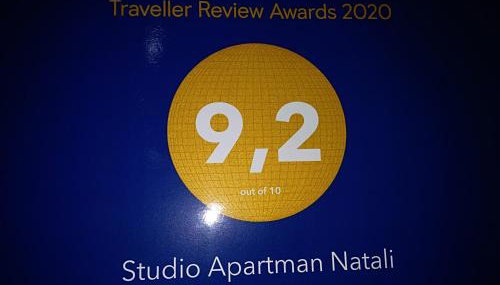 Traveller Review Awards 2020
9,2
out of 10
Studio Apartman Natali